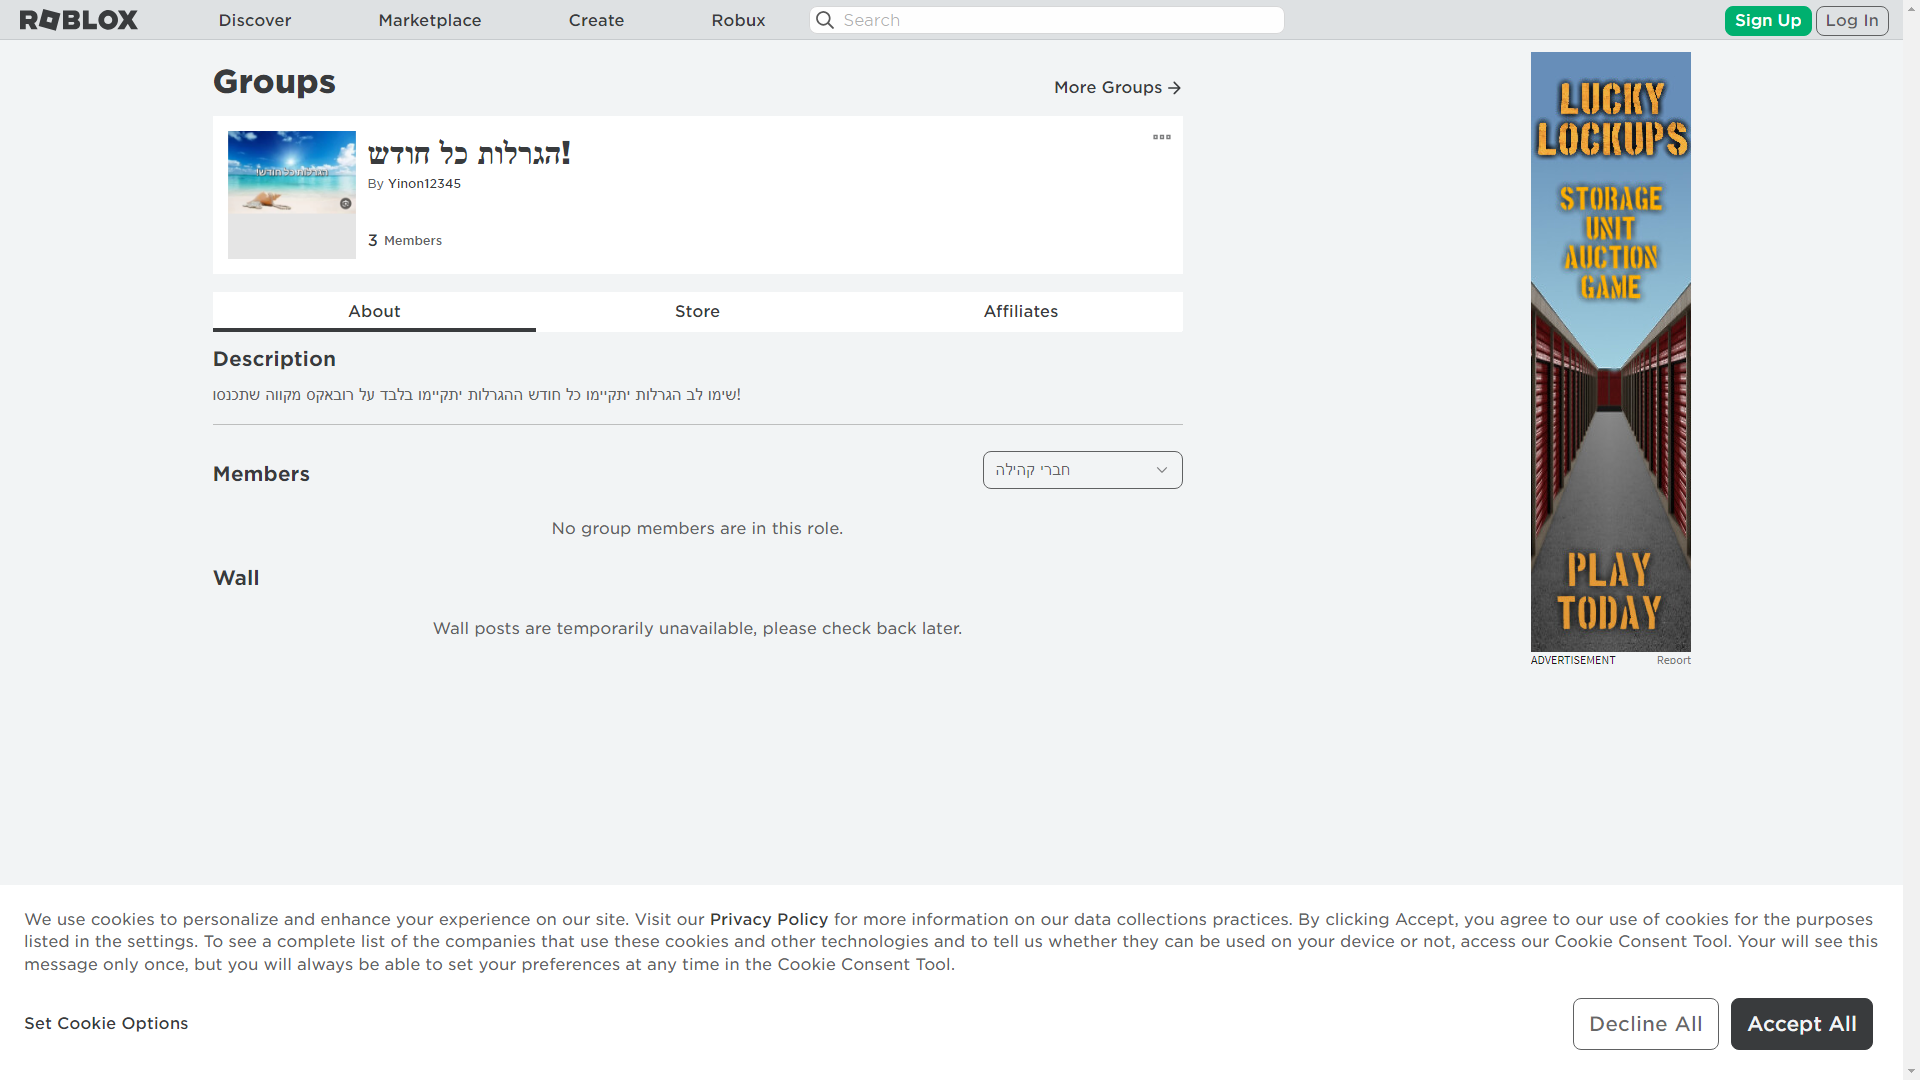 ROBLOX
Discover
Marketplace
Create
Robux
Search
Sign Up
Log In
Groups
More Groups
הגרלות כל חודש!
הגרלות כל חודש!
By Yinon12345
3 Members
About
Store
Affiliates
Description
שימו לב הגרלות יתקיימו כל חודש ההגרלות יתקיימו בלבד על רובאקס מקווה שתכנסו!
Members
חברי קהילה
No group members are in this role.
Wall
Wall posts are temporarily unavailable, please check back later.
LUCKY
LOCKUPS
STORAGE
UNIT
AUCTION
GAME
PLAY
TODAY
ADVERTISEMENT
Report
We use cookies to personalize and enhance your experience on our site. Visit our Privacy Policy for more information on our data collections practices. By clicking Accept, you agree to our use of cookies for the purposes
listed in the settings. To see a complete list of the companies that use these cookies and other technologies and to tell us whether they can be used on your device or not, access our Cookie Consent Tool. Your will see this
message only once, but you will always be able to set your preferences at any time in the Cookie Consent Tool.
Set Cookie Options
Decline All
Accept All